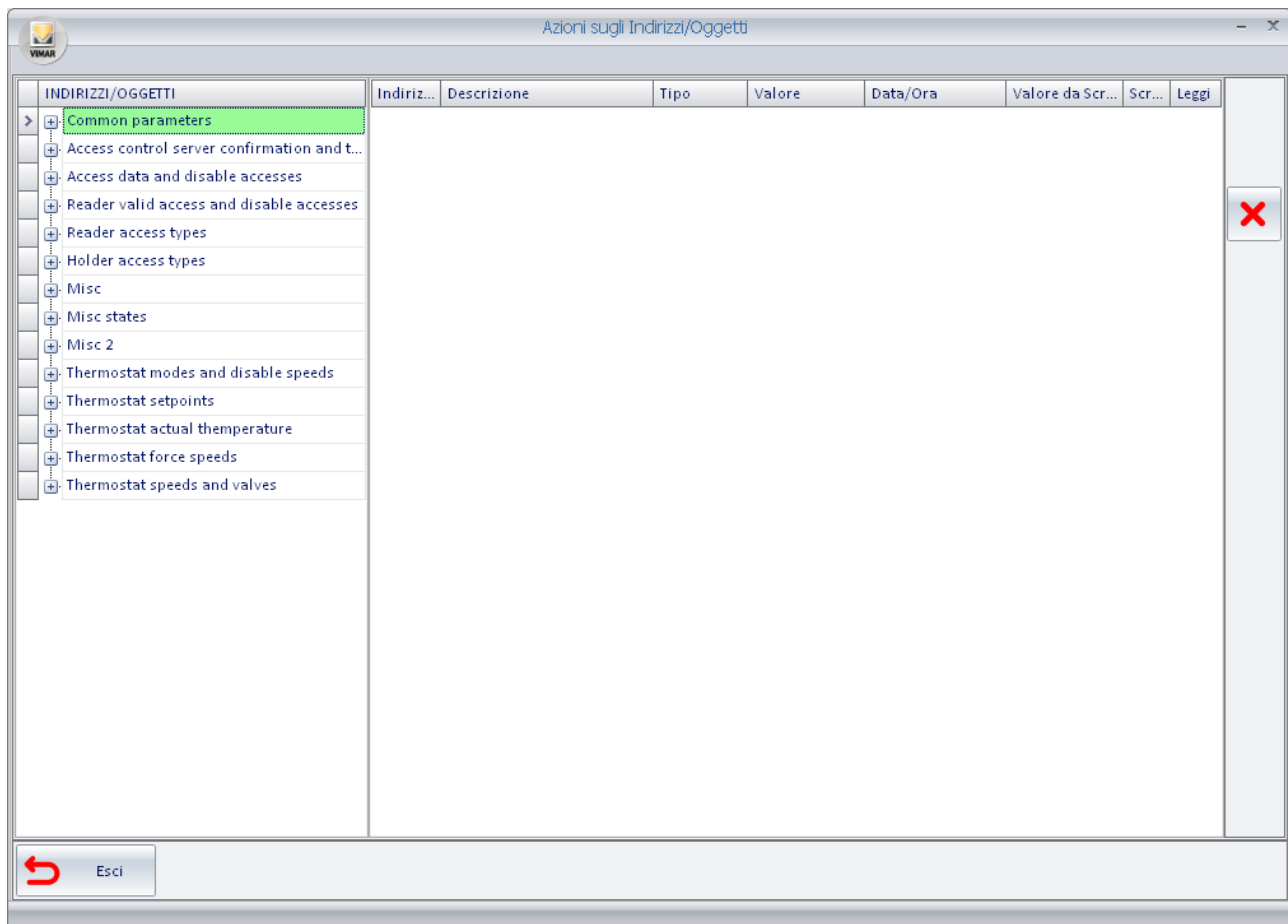 Azioni sugli Indirizzi/Oggetti
VIMAR
INDIRIZZI/OGGETTI
Indiriz... Descrizione Tipo Valore Data/Ora Valore da Scr... Scr... Leggi
Common parameters
Access control server confirmation and t...
Access data and disable accesses
Reader valid access and disable accesses
Reader access types
Holder access types
Misc
Misc states
Misc 2
Thermostat modes and disable speeds
Thermostat setpoints
Thermostat actual themperature
Thermostat force speeds
Thermostat speeds and valves
Esci